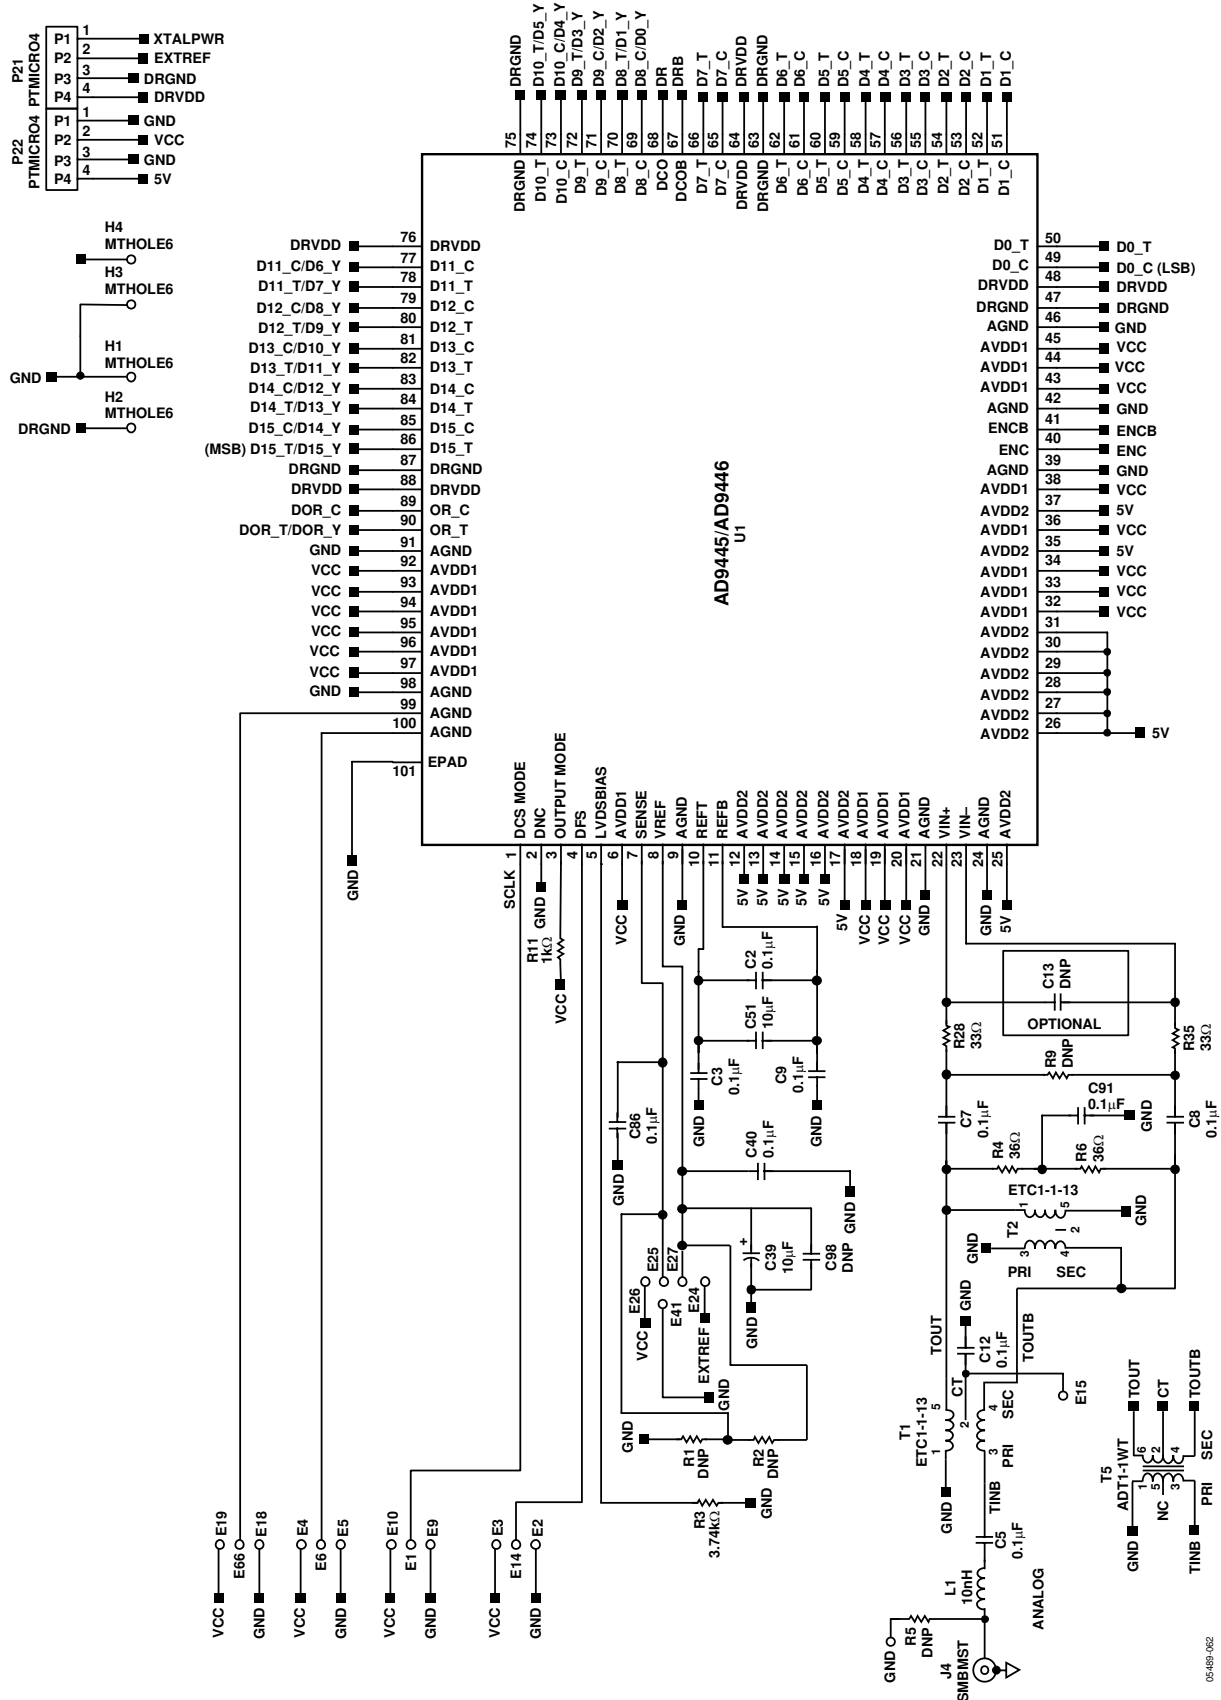 P21
PTMICRO4
P1 1 XTALPWR
P2 2 EXTREF
P3 3 DRGND
P4 4 DRVDD
P22
PTMICRO4
P1 1 GND
P2 2 VCC
P3 3 GND
P4 4 5V
H4
MTHOLE6
H3
MTHOLE6
H1
MTHOLE6
GND
H2
MTHOLE6
DRGND
DRGND 75 DRGND
D10_T/D5_Y 74 D10_T
D10_C/D4_Y 73 D10_C
D9_T/D3_Y 72 D9_T
D9_C/D2_Y 71 D9_C
D8_T/D1_Y 70 D8_T
D8_C/D0_Y 69 D8_C
DR 68 DCO
DRB 67 DCOB
D7_T 66 D7_T
D7_C 65 D7_C
DRVDD 64 DRVDD
DRGND 63 DRGND
D6_T 62 D6_T
D6_C 61 D6_C
D5_T 60 D5_T
D5_C 59 D5_C
D4_T 58 D4_T
D4_C 57 D4_C
D3_T 56 D3_T
D3_C 55 D3_C
D2_T 54 D2_T
D2_C 53 D2_C
D1_T 52 D1_T
D1_C 51 D1_C
DRVDD 76 DRVDD
D11_C/D6_Y 77 D11_C
D11_T/D7_Y 78 D11_T
D12_C/D8_Y 79 D12_C
D12_T/D9_Y 80 D12_T
D13_C/D10_Y 81 D13_C
D13_T/D11_Y 82 D13_T
D14_C/D12_Y 83 D14_C
D14_T/D13_Y 84 D14_T
D15_C/D14_Y 85 D15_C
(MSB) D15_T/D15_Y 86 D15_T
DRGND 87 DRGND
DRVDD 88 DRVDD
DOR_C 89 OR_C
DOR_T/DOR_Y 90 OR_T
GND 91 AGND
VCC 92 AVDD1
VCC 93 AVDD1
VCC 94 AVDD1
VCC 95 AVDD1
VCC 96 AVDD1
VCC 97 AVDD1
GND 98 AGND
99 AGND
100 AGND
101 EPAD
GND
AD9445/AD9446
U1
D0_T 50 D0_T
D0_C 49 D0_C (LSB)
DRVDD 48 DRVDD
DRGND 47 DRGND
AGND 46 GND
AVDD1 45 VCC
AVDD1 44 VCC
AVDD1 43 VCC
AGND 42 GND
ENCB 41 ENCB
ENC 40 ENC
AGND 39 GND
AVDD1 38 VCC
AVDD2 37 5V
AVDD1 36 VCC
AVDD2 35 5V
AVDD1 34 VCC
AVDD1 33 VCC
AVDD1 32 VCC
AVDD2 31
AVDD2 30
AVDD2 29
AVDD2 28
AVDD2 27
AVDD2 26 5V
DCS MODE 1 SCLK
DNC 2 GND
OUTPUT MODE 3
DFS 4
LVDSBIAS 5
AVDD1 6 VCC
SENSE 7
VREF 8
AGND 9 GND
REFT 10
REFB 11
AVDD2 12 5V
AVDD2 13 5V
AVDD2 14 5V
AVDD2 15 5V
AVDD2 16 5V
AVDD2 17 5V
AVDD1 18 VCC
AVDD1 19 VCC
AVDD1 20 VCC
AGND 21 GND
VIN+ 22
VIN– 23
AGND 24 GND
AVDD2 25 5V
R11
1kΩ
VCC
C2
0.1µF
C51
10µF
C3
0.1µF
GND
C9
0.1µF
GND
C86
0.1µF
GND
C40
0.1µF
GND
C39
10µF
+
C98
DNP
GND
E25
E27
E26
VCC
E41
E24
EXTREF
GND
GND
R1
DNP
R2
DNP
R3
3.74kΩ
GND
C13
DNP
OPTIONAL
R28
33Ω
R35
33Ω
R9
DNP
C91
0.1µF
GND
C7
0.1µF
C8
0.1µF
R4
36Ω
R6
36Ω
ETC1-1-13
1 5
T2
GND
2
GND
3 4
PRI SEC
TOUT
GND
C12
0.1µF
TOUTB
CT
E15
T1
ETC1-1-13
1 5
2
3 4
PRI SEC
GND
TINB
C5
0.1µF
L1
10nH
ANALOG
GND
R5
DNP
J4
SMBMST
T5
ADT1-1WT
TOUT
CT
TOUTB
6
2
4
SEC
1
5
3
PRI
GND
NC
TINB
VCC E19
E66
GND E18
VCC E4
E6
GND E5
VCC E10
E1
GND E9
VCC E3
E14
GND E2
05489-062